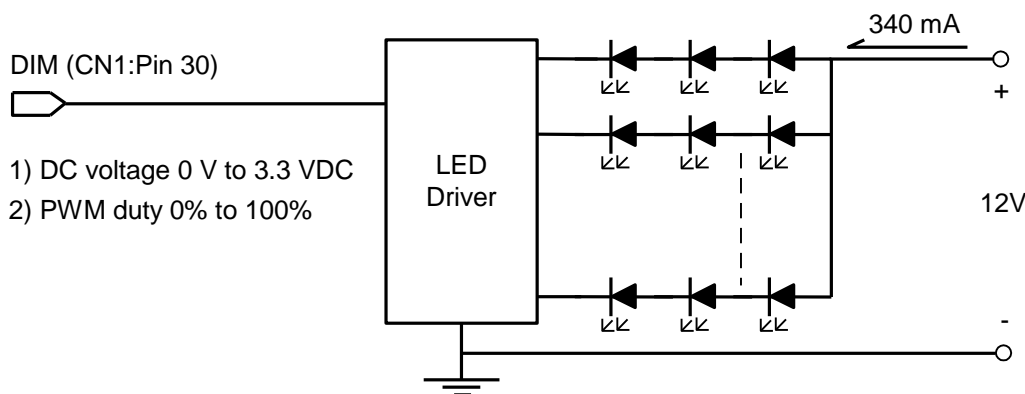 340 mA
DIM (CN1:Pin 30)
+
1) DC voltage 0 V to 3.3 VDC
2) PWM duty 0% to 100%
LED
Driver
12V
-